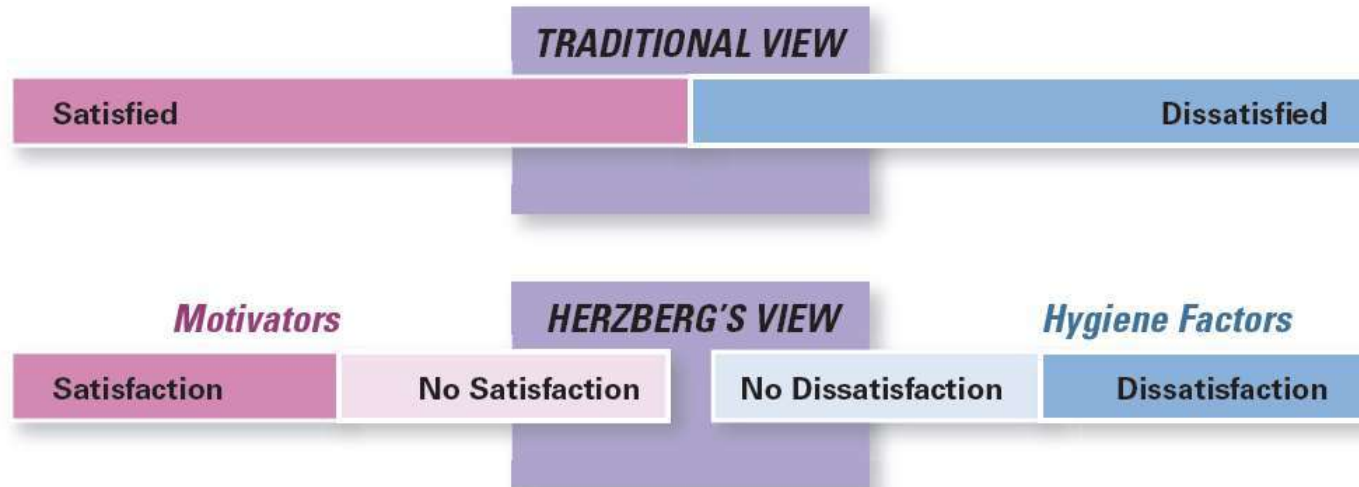 TRADITIONAL VIEW
Satisfied Dissatisfied
Motivators HERZBERG'S VIEW Hygiene Factors
Satisfaction No Satisfaction No Dissatisfaction Dissatisfaction